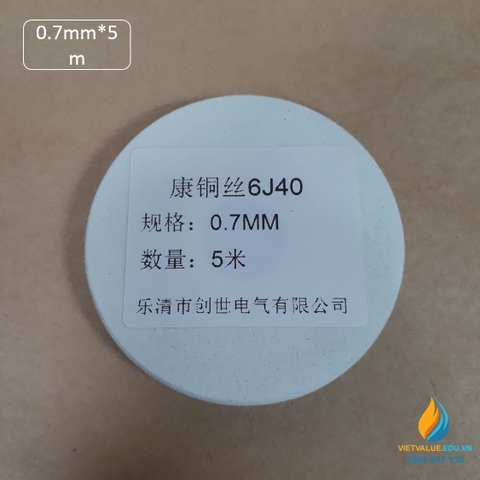 0.7mm*5
m
康铜丝6J40
规格：0.7MM
数量：5米
乐清市创世电气有限公司
VIETVALUE.EDU.VN